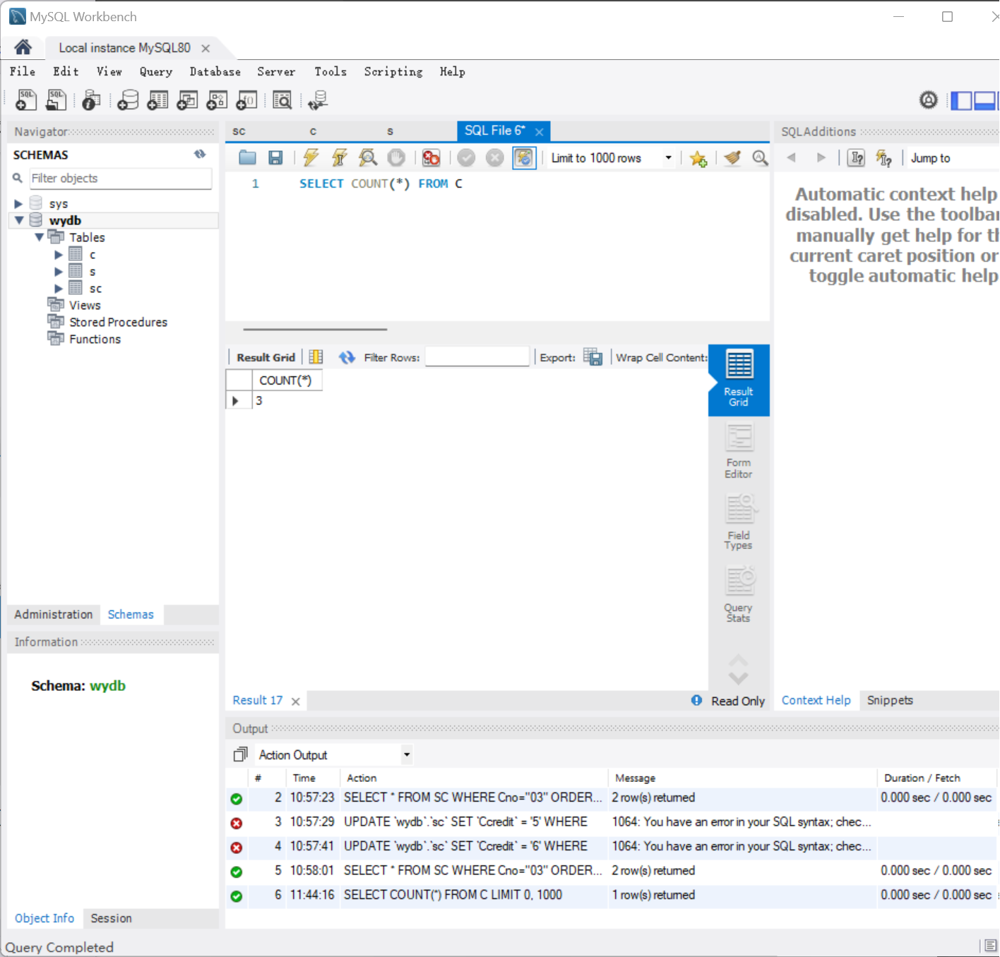 MySQL Workbench
Local instance MySQL80
File Edit View Query Database Server Tools Scripting Help
Navigator
SCHEMAS
Filter objects
sys
wydb
Tables
c
s
sc
Views
Stored Procedures
Functions
Administration Schemas
Information
Schema: wydb
Object Info Session
sc c s SQL File 6*
Limit to 1000 rows
1 SELECT COUNT(*) FROM C
Result Grid Filter Rows: Export: Wrap Cell Content:
COUNT(*)
3
Result
Grid
Form
Editor
Field
Types
Query
Stats
Result 17 Read Only
SQLAdditions
Jump to
Automatic context help
disabled. Use the toolbar
manually get help for th
current caret position or
toggle automatic help
Context Help Snippets
Output
Action Output
# Time Action Message Duration / Fetch
2 10:57:23 SELECT * FROM SC WHERE Cno="03" ORDER... 2 row(s) returned 0.000 sec / 0.000 sec
3 10:57:29 UPDATE `wydb`.`sc` SET `Ccredit` = '5' WHERE 1064: You have an error in your SQL syntax; chec...
4 10:57:41 UPDATE `wydb`.`sc` SET `Ccredit` = '6' WHERE 1064: You have an error in your SQL syntax; chec...
5 10:58:01 SELECT * FROM SC WHERE Cno="03" ORDER... 2 row(s) returned 0.000 sec / 0.000 sec
6 11:44:16 SELECT COUNT(*) FROM C LIMIT 0, 1000 1 row(s) returned 0.000 sec / 0.000 sec
Query Completed